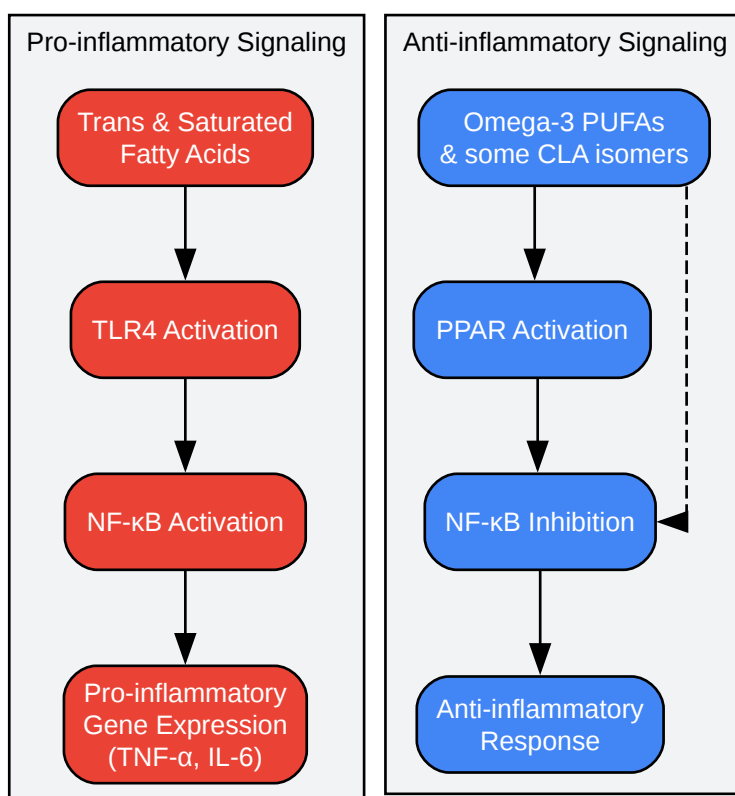 Pro-inflammatory Signaling
Trans & Saturated
Fatty Acids
TLR4 Activation
NF-κB Activation
Pro-inflammatory
Gene Expression
(TNF-α, IL-6)
Anti-inflammatory Signaling
Omega-3 PUFAs
& some CLA isomers
PPAR Activation
NF-κB Inhibition
Anti-inflammatory
Response